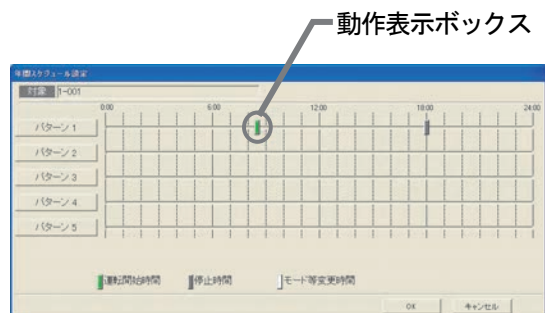 動作表示ボックス
年間スケジュール設定
対象 1-001
0:00 6:00 12:00 18:00 24:00
パターン 1
パターン 2
パターン 3
パターン 4
パターン 5
運転開始時間 停止時間 モード等変更時間
OK キャンセル